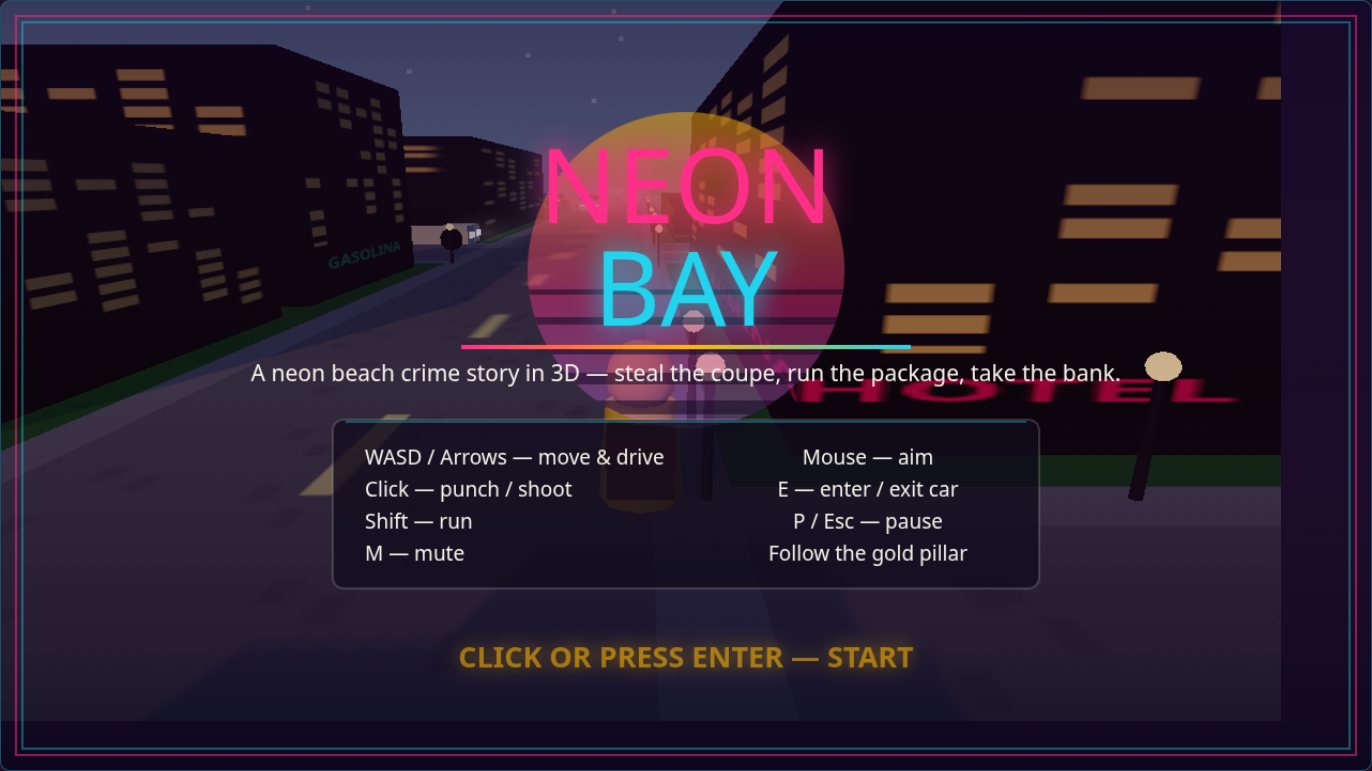 GASOLINA
NEON
BAY
A neon beach crime story in 3D — steal the coupe, run the package, take the bank.
HOTEL
WASD / Arrows — move & drive
Click — punch / shoot
Shift — run
M — mute
Mouse — aim
E — enter / exit car
P / Esc — pause
Follow the gold pillar
CLICK OR PRESS ENTER — START